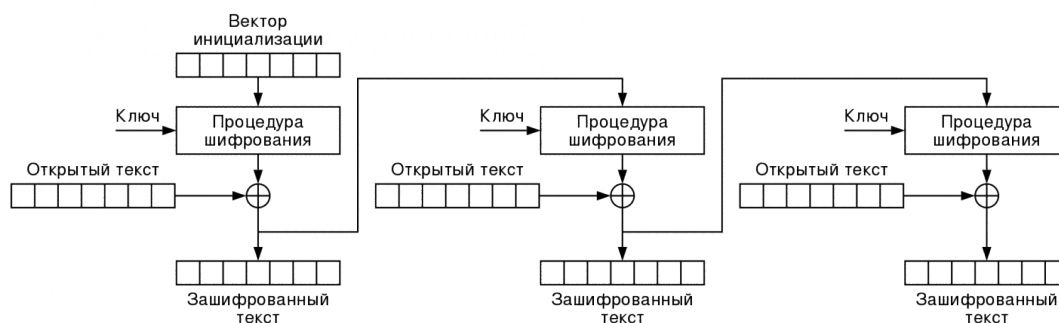 Вектор
инициализации
Ключ
Процедура
шифрования
Ключ
Процедура
шифрования
Ключ
Процедура
шифрования
Открытый текст
Открытый текст
Открытый текст
Зашифрованный
текст
Зашифрованный
текст
Зашифрованный
текст